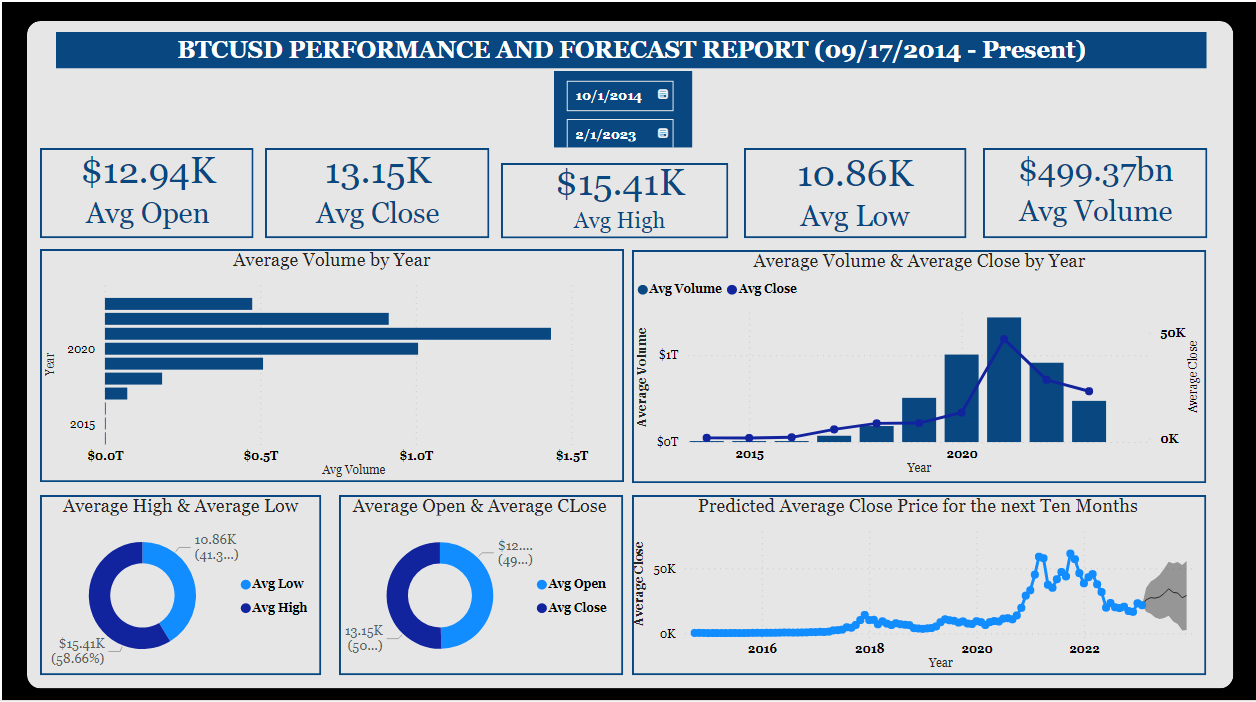 BTCUSD PERFORMANCE AND FORECAST REPORT (09/17/2014 - Present)
10/1/2014
2/1/2023
$12.94K
Avg Open
13.15K
Avg Close
$15.41K
Avg High
10.86K
Avg Low
$499.37bn
Avg Volume
Average Volume by Year
Year
2020
2015
$0.0T
$0.5T
$1.0T
$1.5T
Avg Volume
Average Volume & Average Close by Year
Avg Volume
Avg Close
Average Volume
$1T
$0T
50K
0K
Average Close
2015
2020
Year
Average High & Average Low
10.86K
(41.3...)
$15.41K
(58.66%)
Avg Low
Avg High
Average Open & Average CLose
$12....
(49...)
13.15K
(50...)
Avg Open
Avg Close
Predicted Average Close Price for the next Ten Months
Average Close
50K
0K
2016
2018
2020
2022
Year